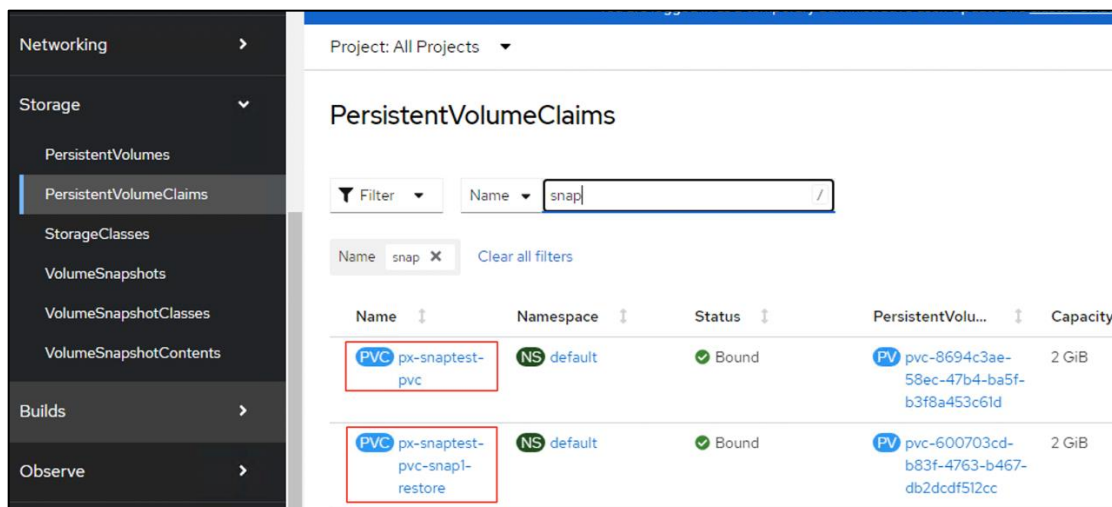 Networking
Storage
PersistentVolumes
PersistentVolumeClaims
StorageClasses
VolumeSnapshots
VolumeSnapshotClasses
VolumeSnapshotContents
Builds
Observe
Project: All Projects
PersistentVolumeClaims
Filter
Name snap /
Name snap
Clear all filters
Name Namespace Status PersistentVolu... Capacity
PVC px-snaptest- NS default Bound PV pvc-8694c3ae- 2 GiB
pvc 58ec-47b4-ba5f-
b3f8a453c61d
PVC px-snaptest- NS default Bound PV pvc-600703cd- 2 GiB
pvc-snap1- b83f-4763-b467-
restore db2dcdf512cc